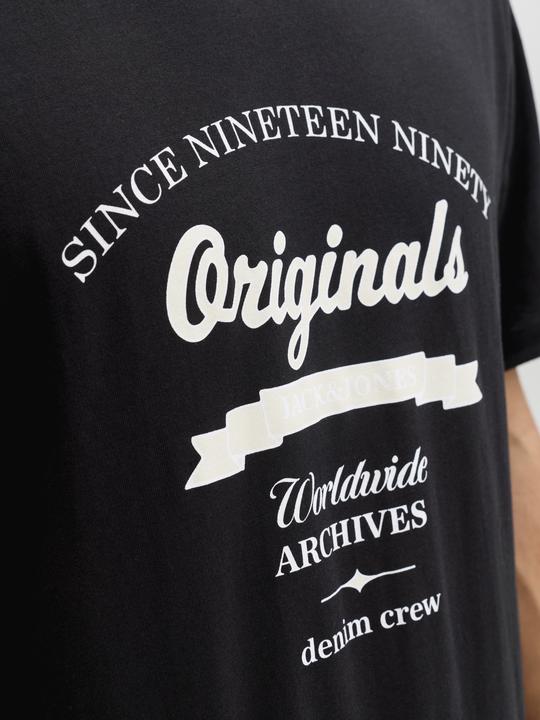 SINCE NINETEEN NINETY
Originals
JACK&JONES
Worldwide
ARCHIVES
denim crew